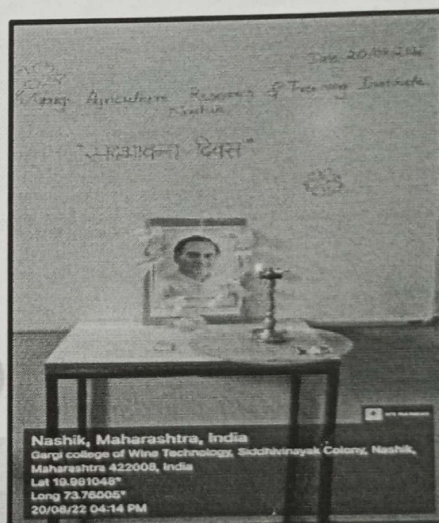 Date 20/08/2022
Gargi Agriculture Research & Training Institute
Nashik
"सद्भावना दिवस"
Nashik, Maharashtra, India
Gargi college of Wine Technology, Siddhivinayak Colony, Nashik,
Maharashtra 422008, India
Lat 19.981048°
Long 73.76005°
20/08/22 04:14 PM